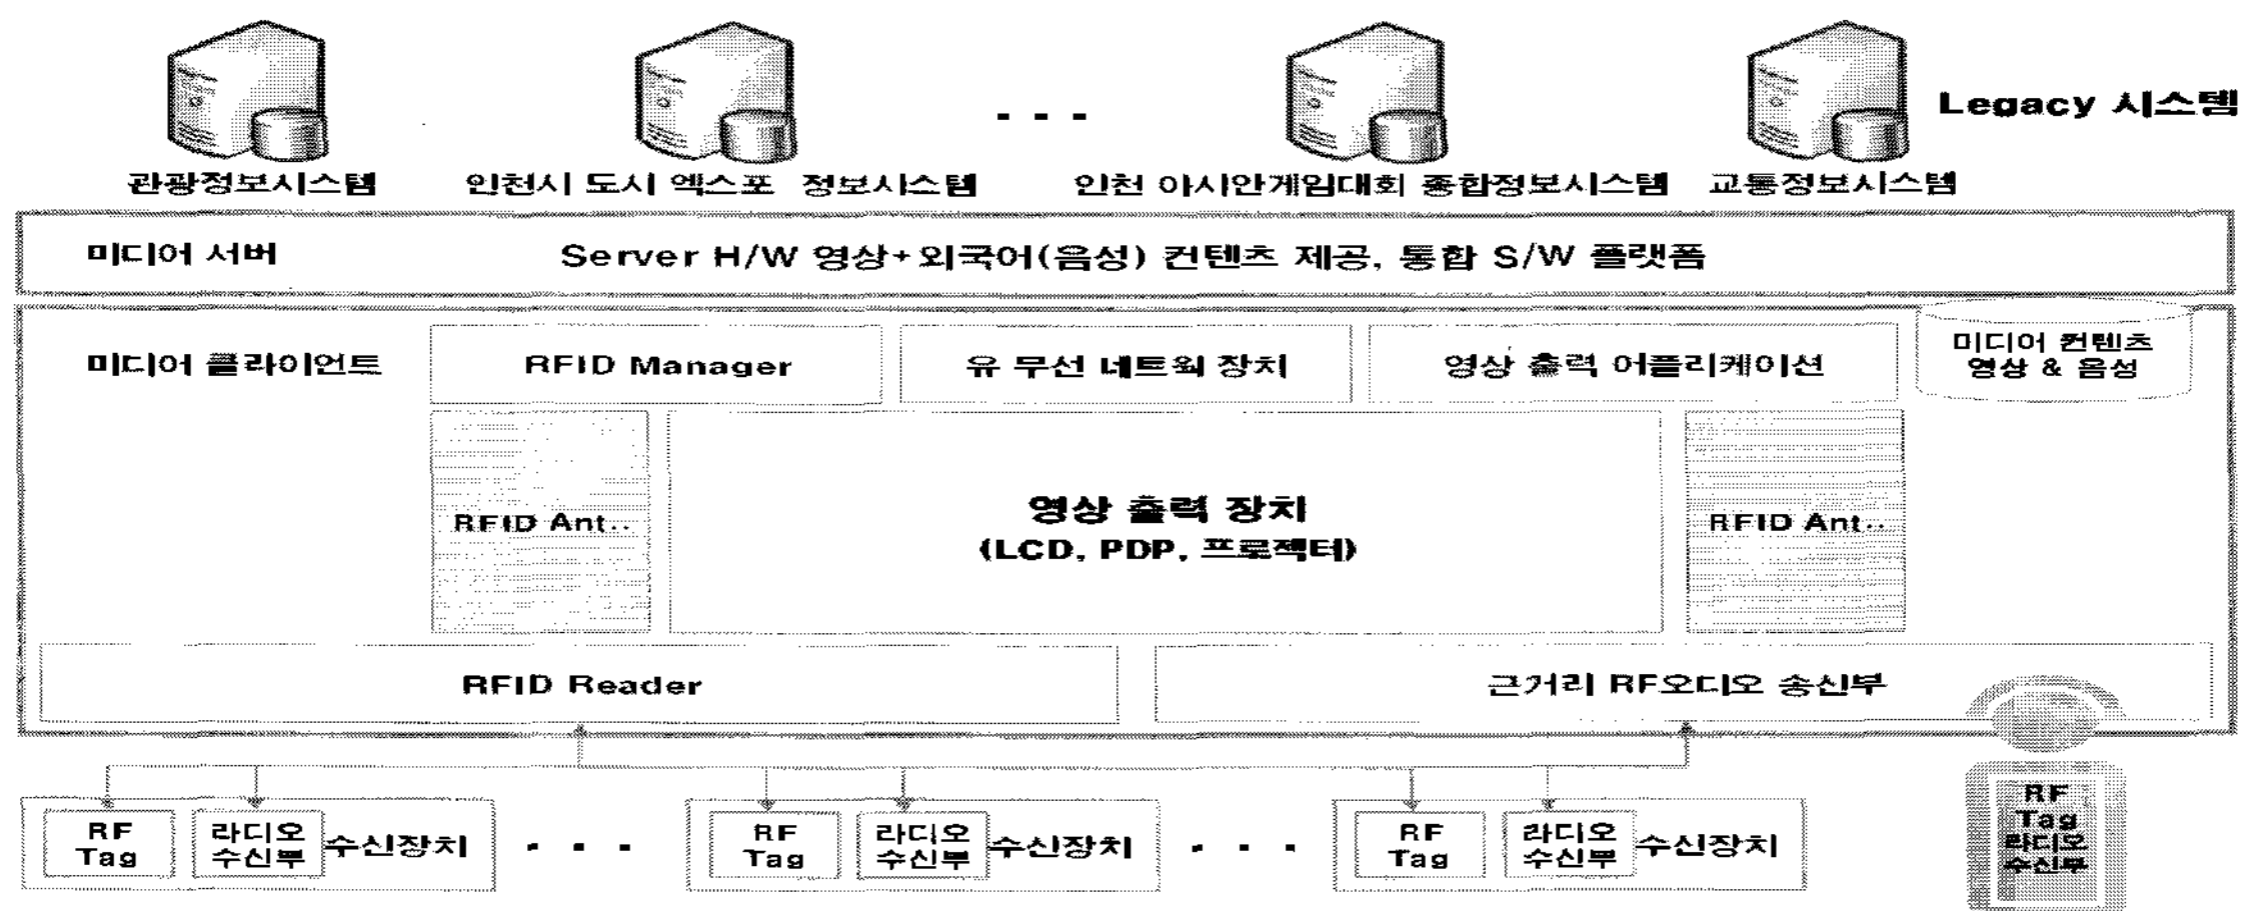 Legacy 시스템
관광정보시스템
인천시 도시 엑스포 정보시스템
인천 아시안게임대회 종합정보시스템
교통정보시스템
미디어 서버
Server H/W 영상+외국어(음성) 컨텐츠 제공, 통합 S/W 플랫폼
미디어 클라이언트
RFID Manager
유 무선 네트웍 장치
영상 출력 어플리케이션
미디어 컨텐츠
영상 & 음성
RFID Ant..
영상 출력 장치
(LCD, PDP, 프로젝터)
RFID Ant..
RFID Reader
근거리 RF오디오 송신부
RF
Tag
라디오
수신부
수신장치
RF
Tag
라디오
수신부
수신장치
RF
Tag
라디오
수신부
수신장치
RF
Tag
라디오
수신부